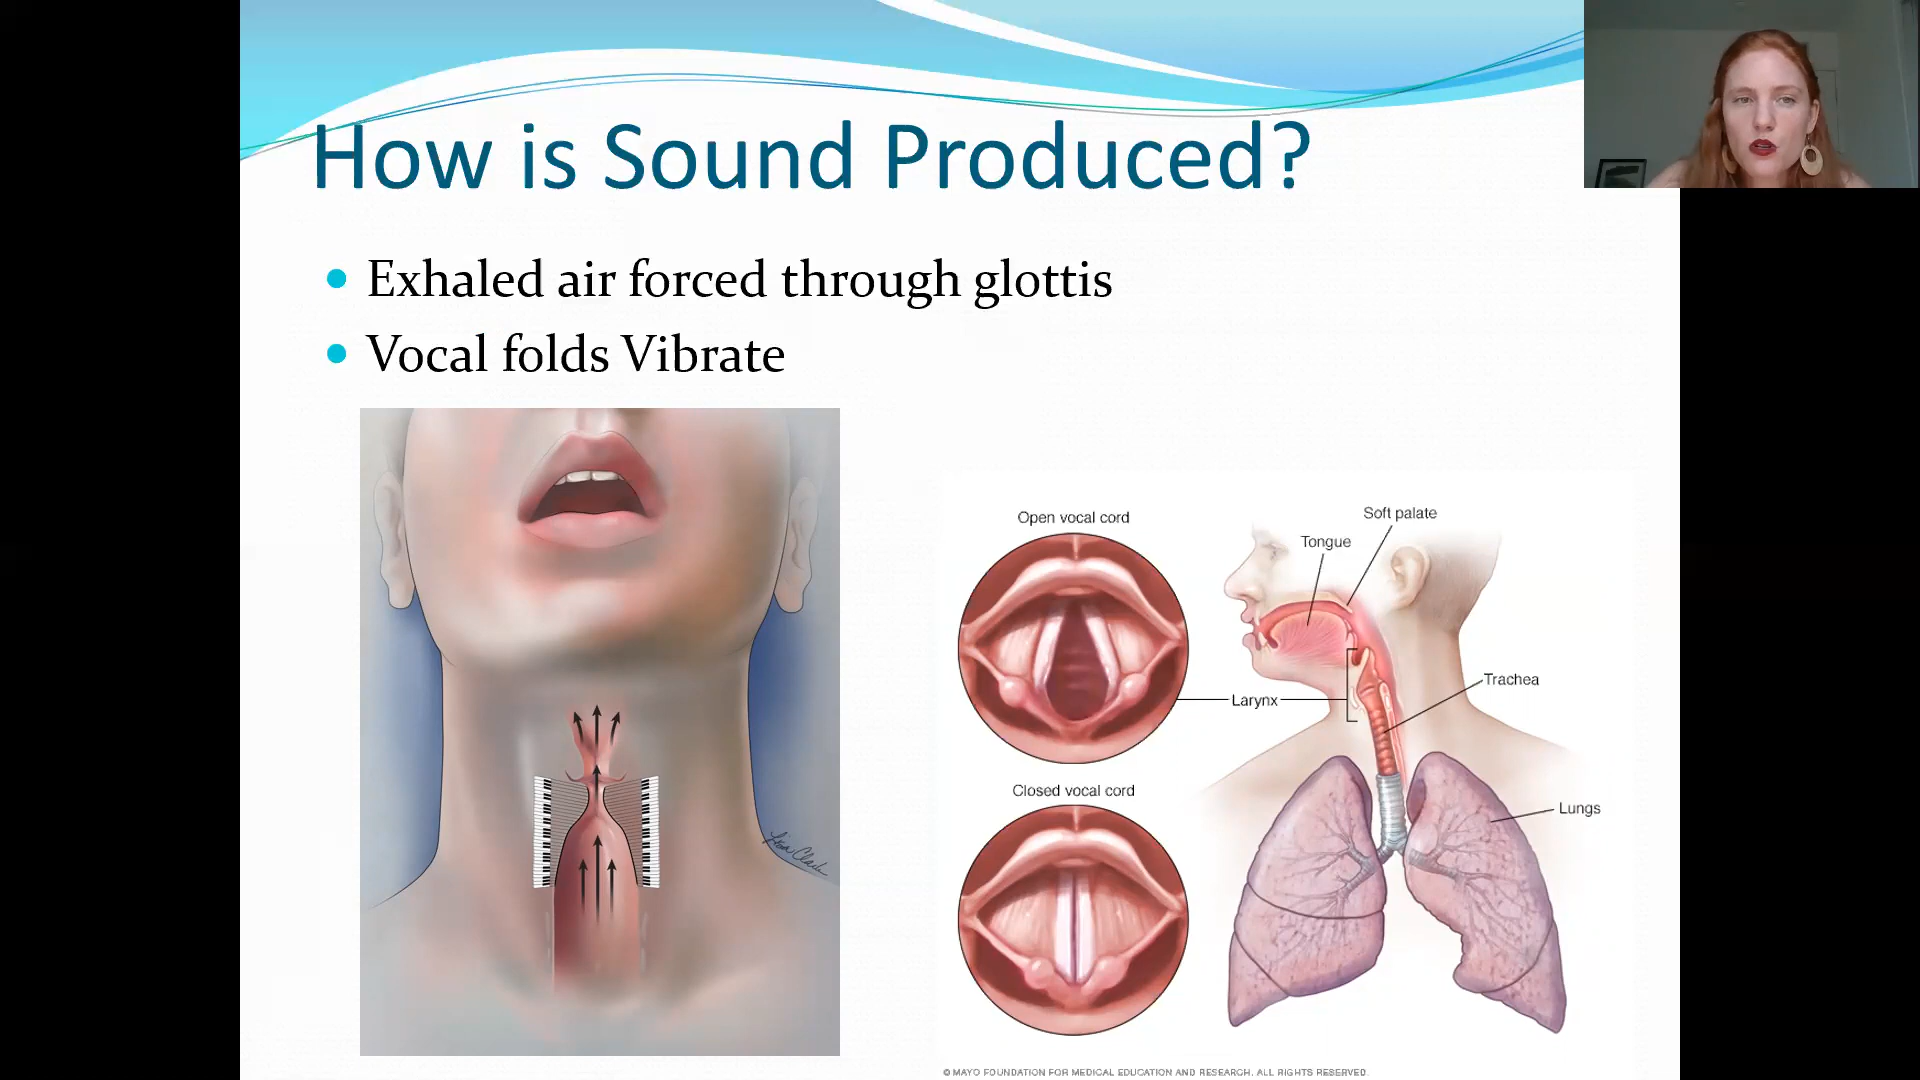 How is Sound Produced?
Exhaled air forced through glottis
Vocal folds Vibrate
Open vocal cord
Soft palate
Tongue
Larynx
Trachea
Closed vocal cord
Lungs
© MAYO FOUNDATION FOR MEDICAL EDUCATION AND RESEARCH. ALL RIGHTS RESERVED.